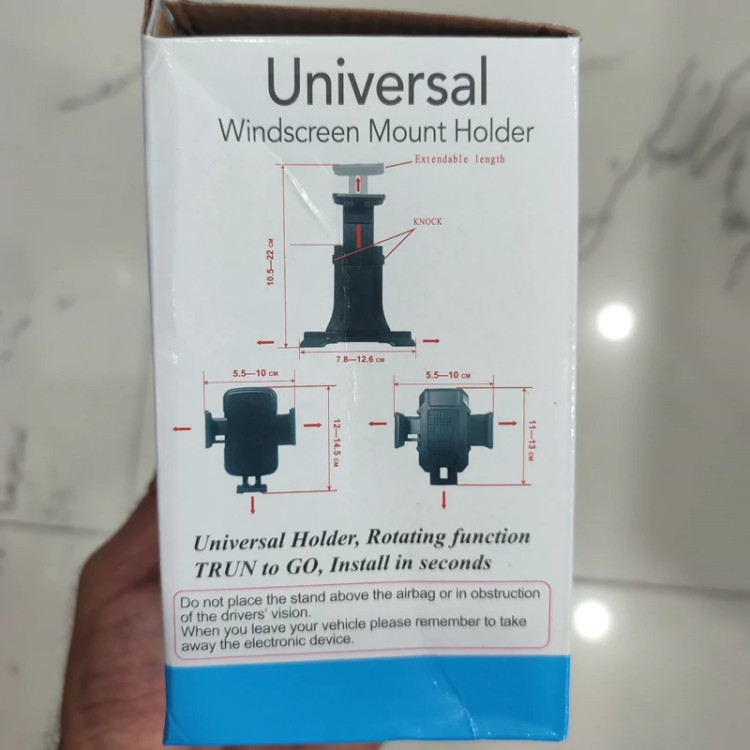 Universal
Windscreen Mount Holder
Extendable length
KNOCK
10.5—22 CM
7.8—12.6 CM
5.5—10 CM
12—14.5 CM
5.5—10 CM
11—13 CM
Universal Holder, Rotating function
TRUN to GO, Install in seconds
Do not place the stand above the airbag or in obstruction
of the drivers' vision.
When you leave your vehicle please remember to take
away the electronic device.